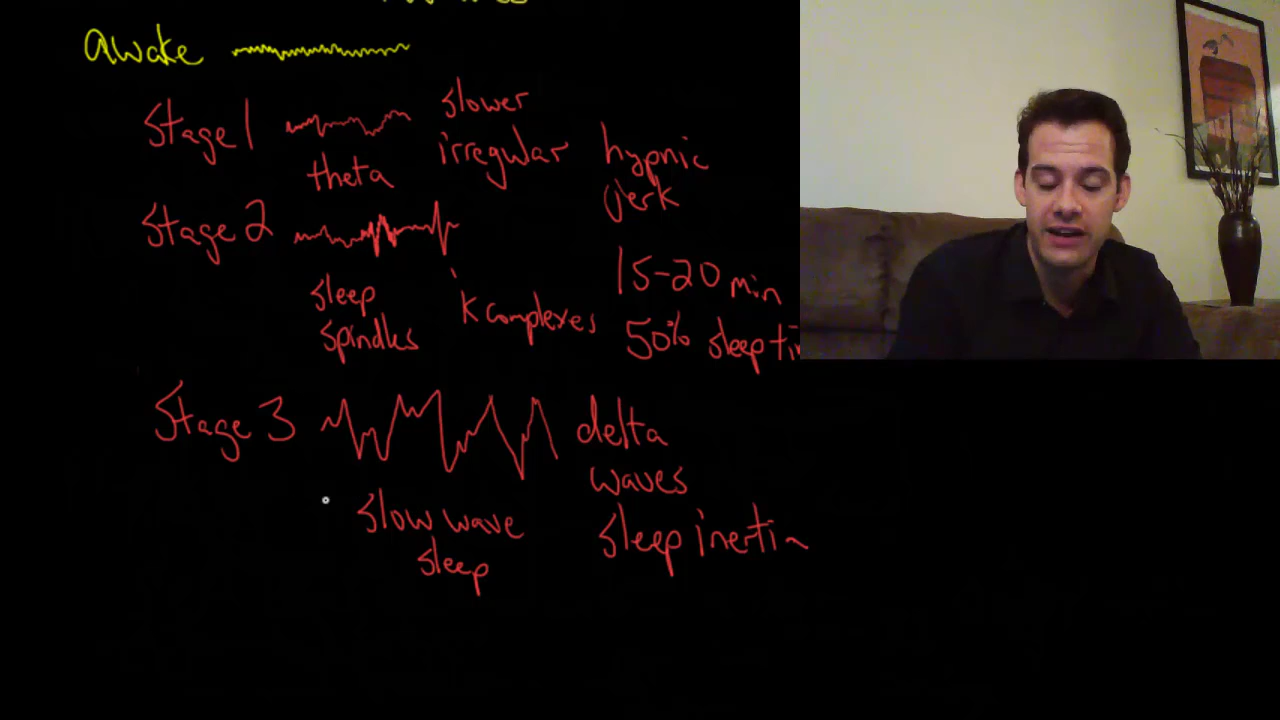 awake
Stage 1
slower
irregular
theta
hypnic
jerk
Stage 2
sleep
spindles
K complexes
15-20 min
50% sleep
Stage 3
delta
waves
slow wave
sleep
sleep inertia